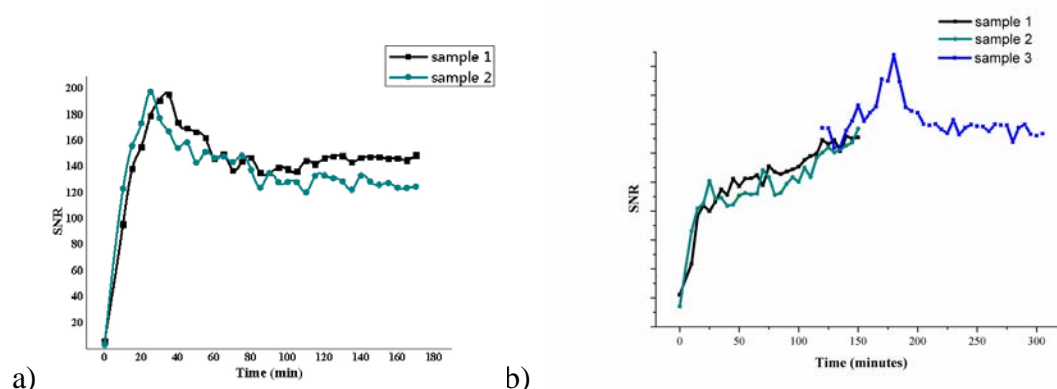 sample 1
sample 2
200
180
160
140
120
100
80
60
40
20
SNR
0 20 40 60 80 100 120 140 160 180
Time (min)
a)
sample 1
sample 2
sample 3
SNR
0 50 100 150 200 250 300
Time (minutes)
b)